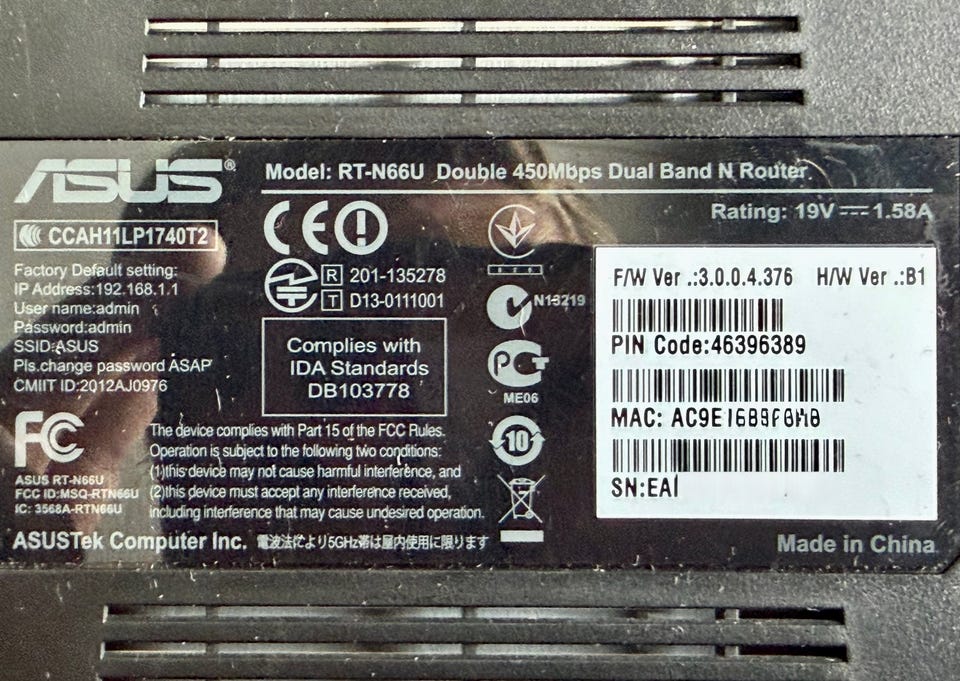 ASUS®
Model: RT-N66U Double 450Mbps Dual Band N Router
Rating: 19V 1.58A
CCAH11LP1740T2
Factory Default setting:
IP Address:192.168.1.1
User name:admin
Password:admin
SSID:ASUS
Pls.change password ASAP
CMIIT ID:2012AJ0976
CE
R 201-135278
T D13-0111001
Complies with
IDA Standards
DB103778
N13219
ME06
10
F/W Ver .:3.0.0.4.376 H/W Ver .:B1
PIN Code:46396389
MAC:
SN:EAI
FC
ASUS RT-N66U
FCC ID:MSQ-RTN66U
IC: 3568A-RTN66U
The device complies with Part 15 of the FCC Rules.
Operation is subject to the following two conditions:
(1)this device may not cause harmful interference, and
(2)this device must accept any interference received,
including interference that may cause undesired operation.
ASUSTek Computer Inc. 電波法により5GHz帯は屋内使用に限ります
Made in China